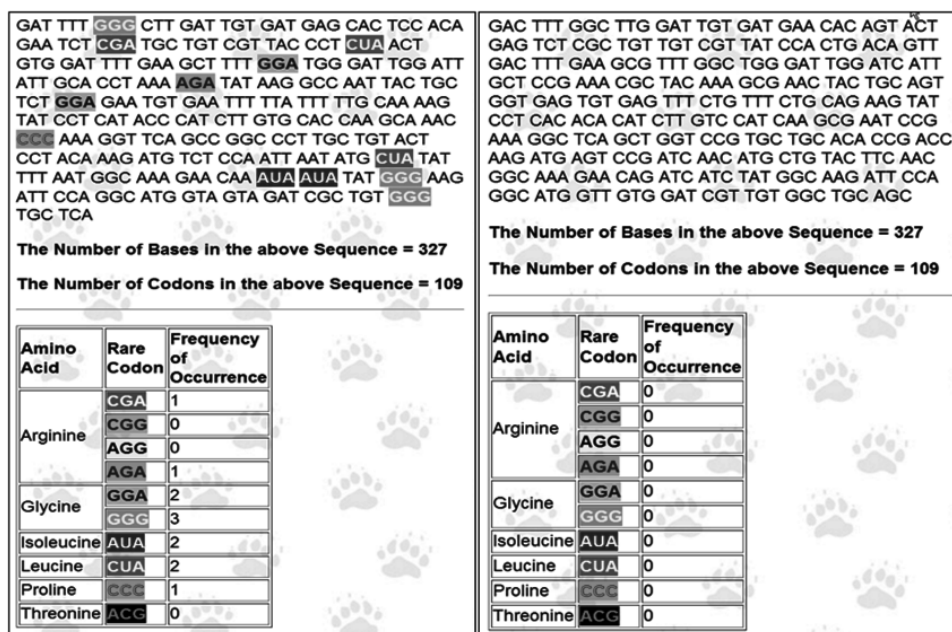 GAT TTT GGG CTT GAT TGT GAT GAG CAC TCC ACA
GAA TCT CGA TGC TGT CGT TAC CCT CUA ACT
GTG GAT TTT GAA GCT TTT GGA TGG GAT TGG ATT
ATT GCA CCT AAA AGA TAT AAG GCC AAT TAC TGC
TCT GGA GAA TGT GAA TTT TTA TTT TTG CAA AAG
TAT CCT CAT ACC CAT CTT GTG CAC CAA GCA AAC
CCC AAA GGT TCA GCC GGC CCT TGC TGT ACT
CCT ACA AAG ATG TCT CCA ATT AAT ATG CUA TAT
TTT AAT GGC AAA GAA CAA AUA AUA TAT GGG AAG
ATT CCA GGC ATG GTA GTA GAT CGC TGT GGG
TGC TCA
The Number of Bases in the above Sequence = 327
The Number of Codons in the above Sequence = 109
Amino Acid
Rare Codon
Frequency of Occurrence
Arginine
CGA 1
CGG 0
AGG 0
AGA 1
Glycine
GGA 2
GGG 3
Isoleucine AUA 2
Leucine CUA 2
Proline CCC 1
Threonine ACG 0
GAC TTT GGC TTG GAT TGT GAT GAA CAC AGT ACT
GAG TCT CGC TGT TGT CGT TAT CCA CTG ACA GTT
GAC TTT GAA GCG TTT GGC TGG GAT TGG ATC ATT
GCT CCG AAA CGC TAC AAA GCG AAC TAC TGC AGT
GGT GAG TGT GAG TTT CTG TTT CTG CAG AAG TAT
CCT CAC ACA CAT CTT GTC CAT CAA GCG AAT CCG
AAA GGC TCA GCT GGT CCG TGC TGC ACA CCG ACC
AAG ATG AGT CCG ATC AAC ATG CTG TAC TTC AAC
GGC AAA GAA CAG ATC ATC TAT GGC AAG ATT CCA
GGC ATG GTT GTG GAT CGT TGT GGC TGC AGC
The Number of Bases in the above Sequence = 327
The Number of Codons in the above Sequence = 109
Amino Acid
Rare Codon
Frequency of Occurrence
Arginine
CGA 0
CGG 0
AGG 0
AGA 0
Glycine
GGA 0
GGG 0
Isoleucine AUA 0
Leucine CUA 0
Proline CCC 0
Threonine ACG 0